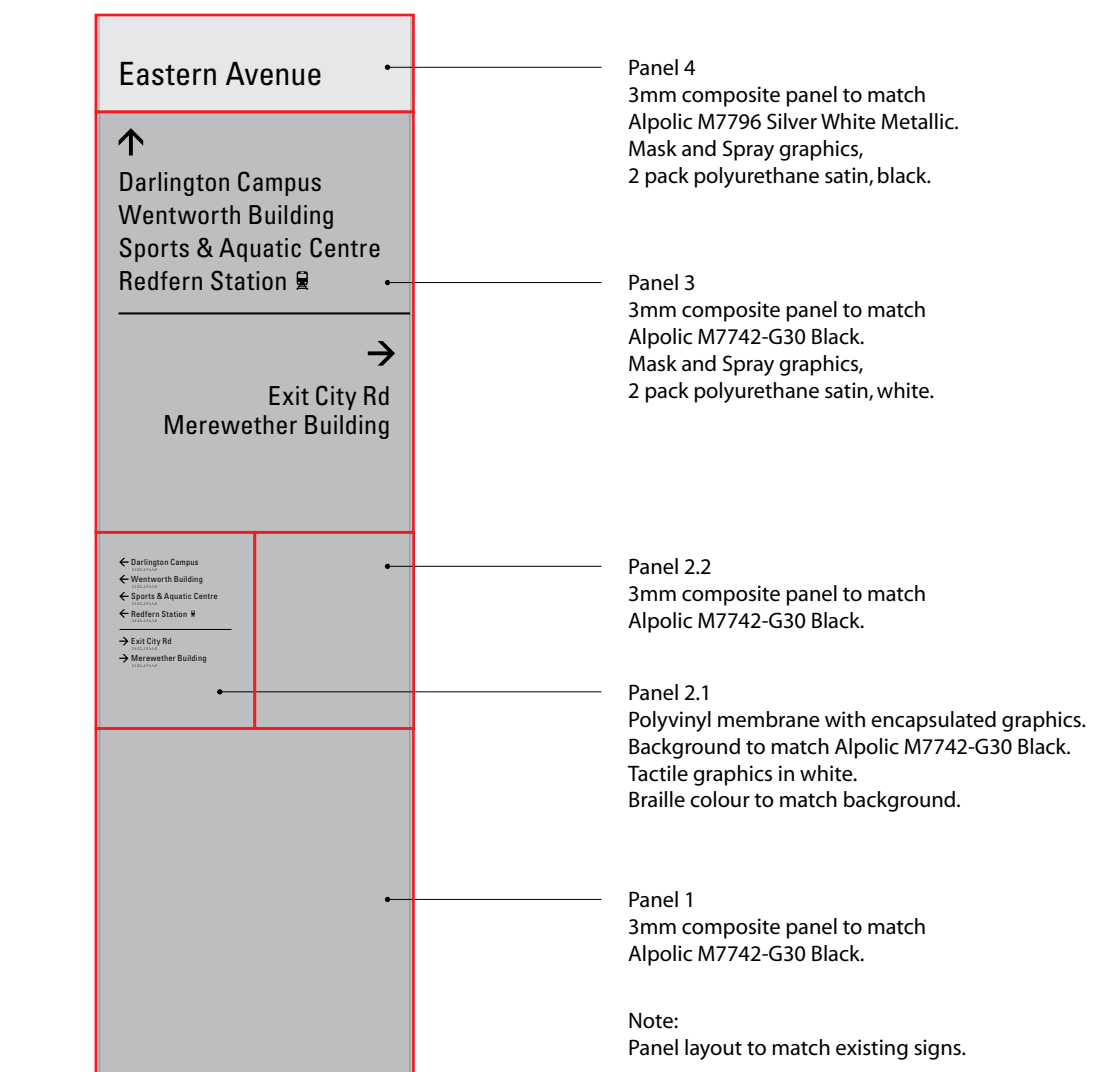 Eastern Avenue
↑
Darlington Campus
Wentworth Building
Sports & Aquatic Centre
Redfern Station
→
Exit City Rd
Merewether Building
← Darlington Campus
← Wentworth Building
← Sports & Aquatic Centre
← Redfern Station
→ Exit City Rd
→ Merewether Building
Panel 4
3mm composite panel to match
Alpolic M7796 Silver White Metallic.
Mask and Spray graphics,
2 pack polyurethane satin, black.
Panel 3
3mm composite panel to match
Alpolic M7742-G30 Black.
Mask and Spray graphics,
2 pack polyurethane satin, white.
Panel 2.2
3mm composite panel to match
Alpolic M7742-G30 Black.
Panel 2.1
Polyvinyl membrane with encapsulated graphics.
Background to match Alpolic M7742-G30 Black.
Tactile graphics in white.
Braille colour to match background.
Panel 1
3mm composite panel to match
Alpolic M7742-G30 Black.
Note:
Panel layout to match existing signs.